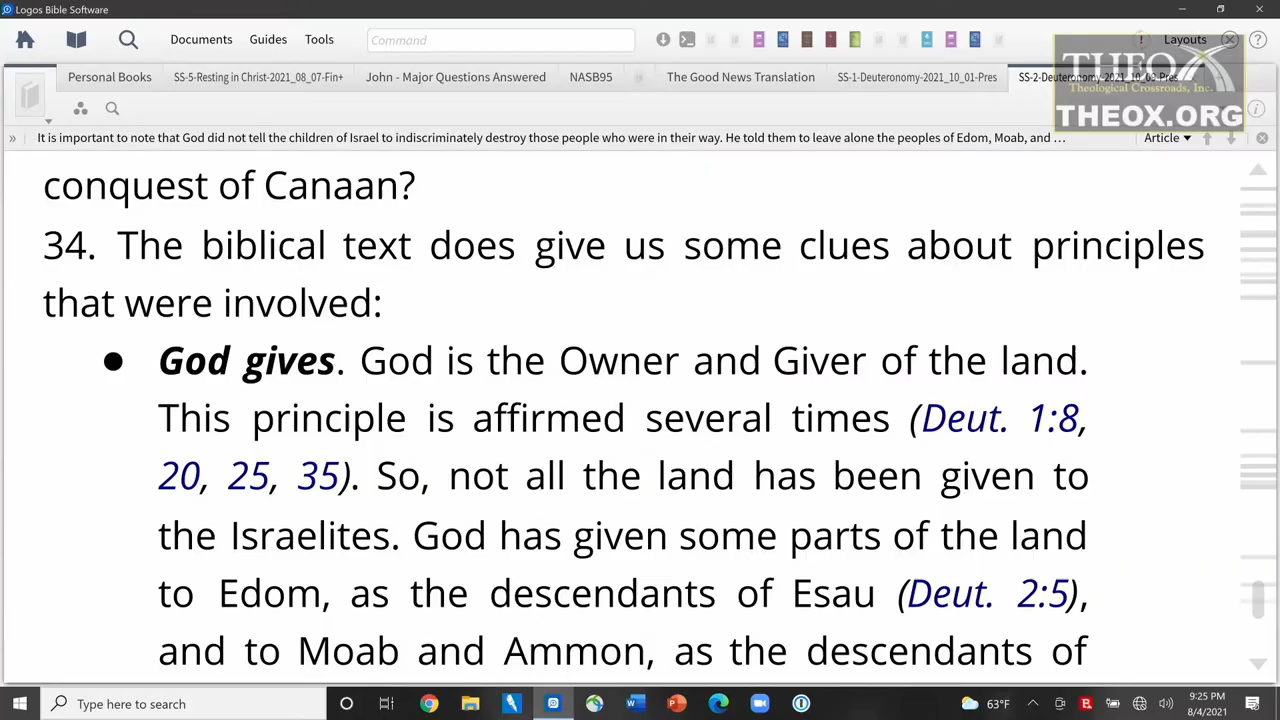 Logos Bible Software
Documents Guides Tools Command Layouts
THEOX
Theological Crossroads, Inc.
THEOX.ORG
Personal Books SS-5-Resting in Christ-2021_08_07-Fin+ John - Major Questions Answered NASB95 The Good News Translation SS-1-Deuteronomy-2021_10_01-Pres
It is important to note that God did not tell the children of Israel to indiscriminately destroy those people who were in their way. He told them to leave alone the peoples of Edom, Moab, and ... Article
conquest of Canaan?
34. The biblical text does give us some clues about principles
that were involved:
● God gives. God is the Owner and Giver of the land.
This principle is affirmed several times (Deut. 1:8,
20, 25, 35). So, not all the land has been given to
the Israelites. God has given some parts of the land
to Edom, as the descendants of Esau (Deut. 2:5),
and to Moab and Ammon, as the descendants of
Type here to search 63°F 9:25 PM
8/4/2021